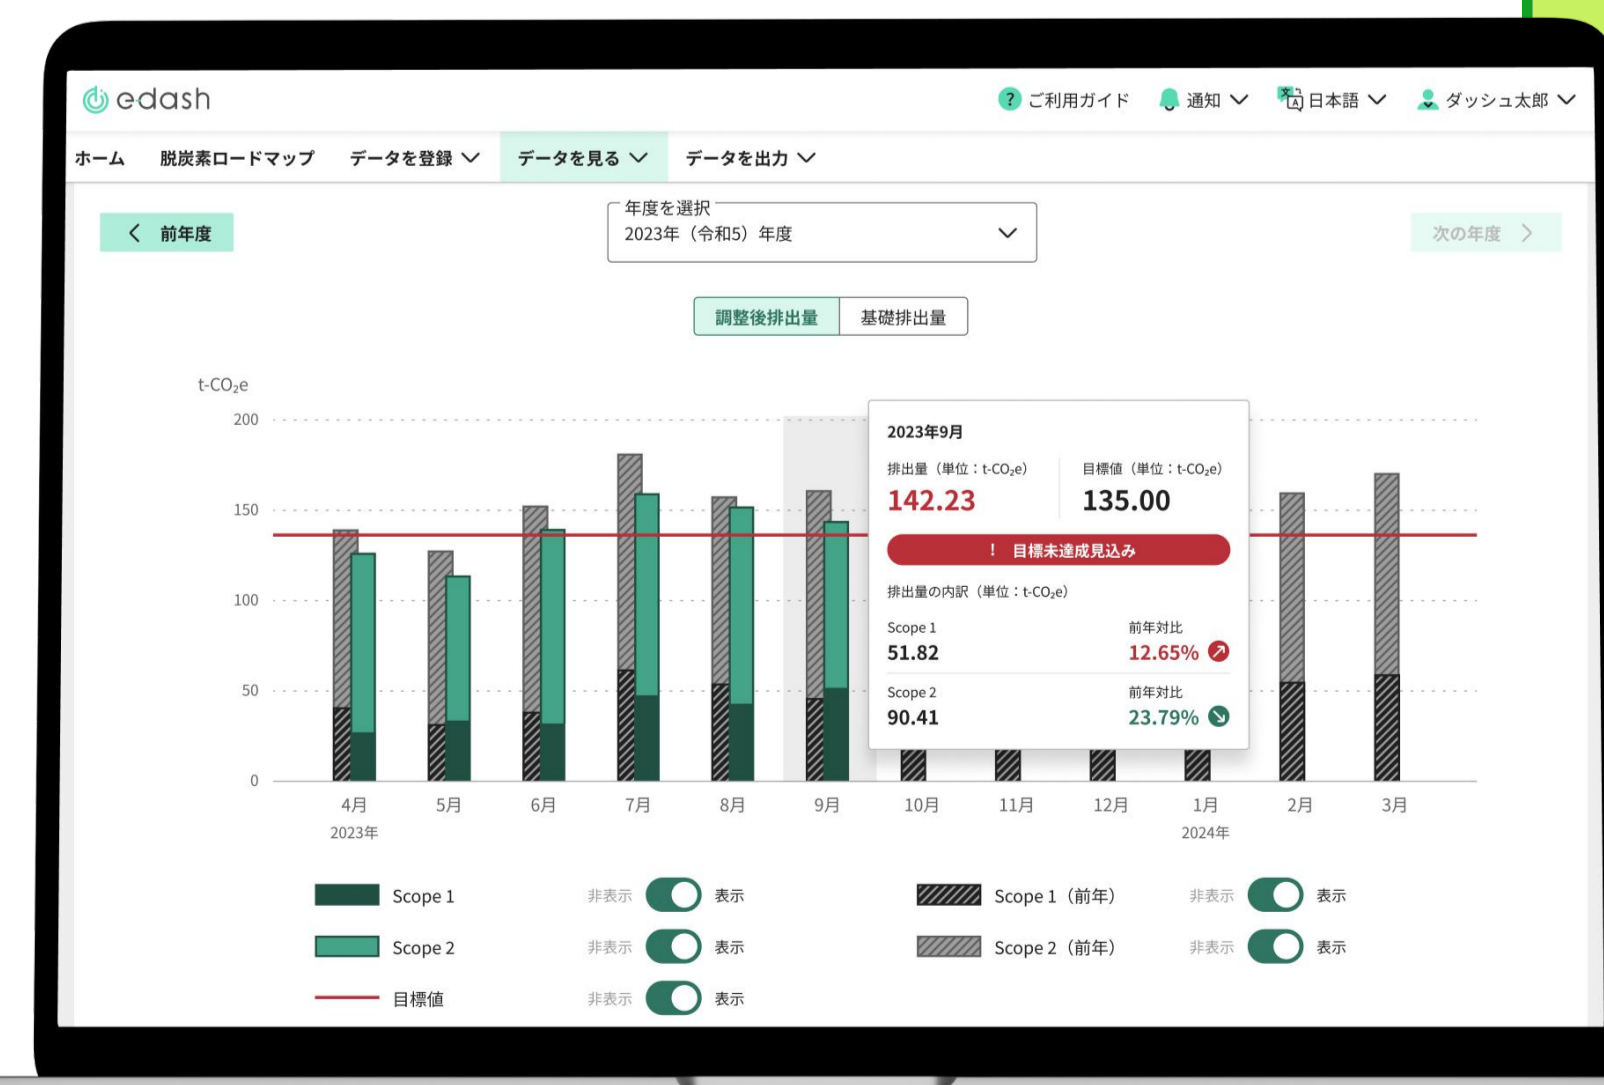 e-dash
? ご利用ガイド 通知 日本語 ダッシュ太郎
ホーム 脱炭素ロードマップ データを登録 データを見る データを出力
前年度
年度を選択
2023年（令和5）年度
次の年度
調整後排出量 基礎排出量
t-CO₂e
200
150
100
50
0
2023年9月
排出量（単位：t-CO₂e） 目標値（単位：t-CO₂e）
142.23 135.00
! 目標未達成見込み
排出量の内訳（単位：t-CO₂e）
Scope 1 前年対比
51.82 12.65%
Scope 2 前年対比
90.41 23.79%
4月 5月 6月 7月 8月 9月 10月 11月 12月 1月 2月 3月
2023年 2024年
Scope 1 非表示 表示 Scope 1（前年） 非表示 表示
Scope 2 非表示 表示 Scope 2（前年） 非表示 表示
目標値 非表示 表示